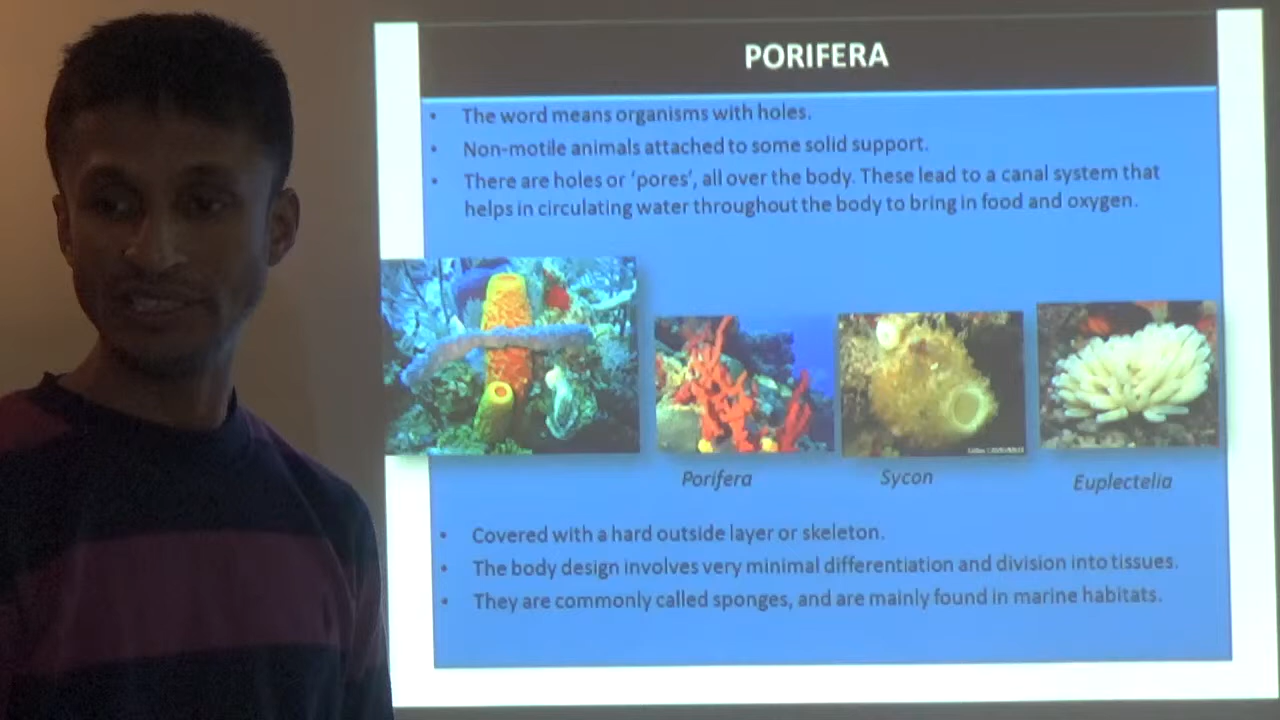 PORIFERA
• The word means organisms with holes.
• Non-motile animals attached to some solid support.
• There are holes or ‘pores’, all over the body. These lead to a canal system that
helps in circulating water throughout the body to bring in food and oxygen.
Porifera
Sycon
Euplectelia
• Covered with a hard outside layer or skeleton.
• The body design involves very minimal differentiation and division into tissues.
• They are commonly called sponges, and are mainly found in marine habitats.